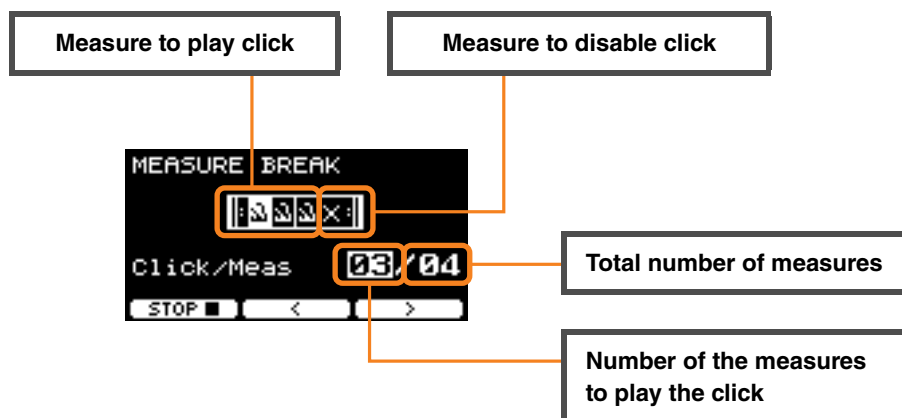 Measure to play click
Measure to disable click
MEASURE BREAK
Click/Meas 03/04
Total number of measures
STOP ■ < >
Number of the measures
to play the click